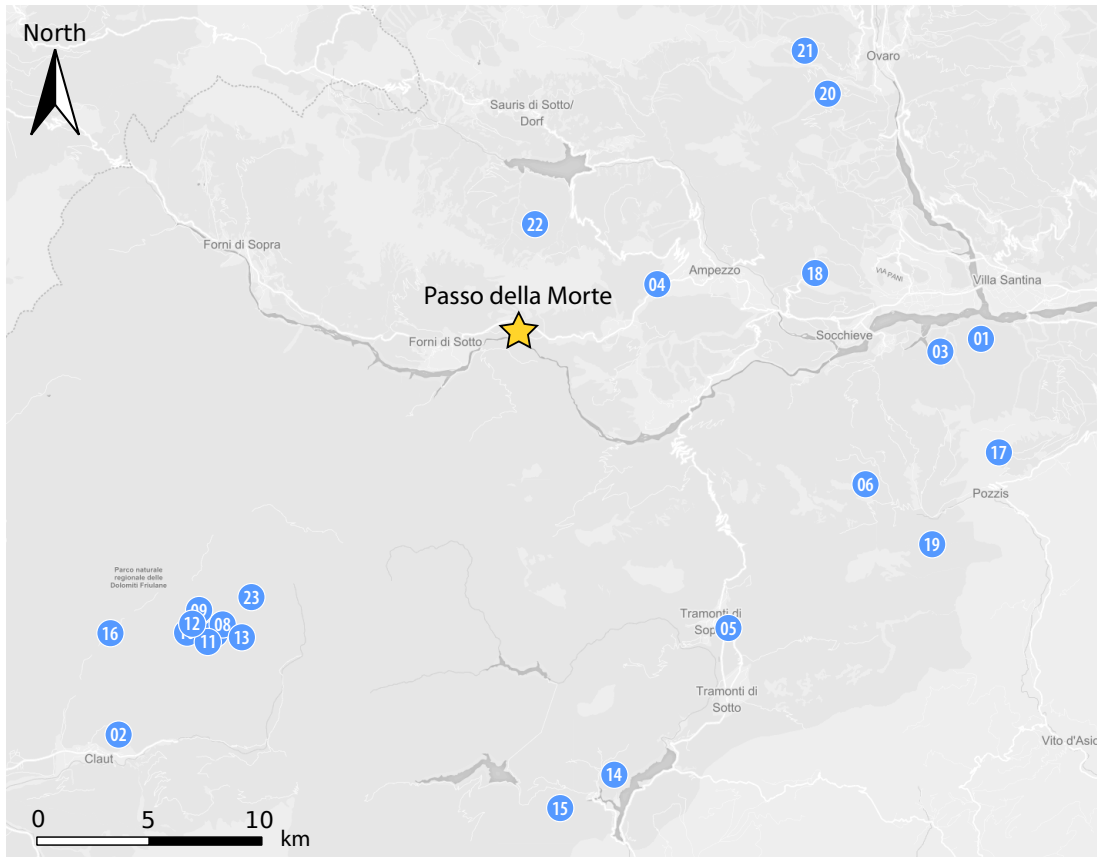 North
21
Ovaro
20
Sauris di Sotto/
Dorf
22
Forni di Sopra
Ampezzo
18
VIA PANI
Villa Santina
04
Passo della Morte
Forni di Sotto
Socchieve
01
03
17
06
Pozzis
19
Parco naturale
regionale delle
Dolomiti Friulane
23
09
12
08
16
11
13
Tramonti di
05
Tramonti di
Sotto
02
Claut
Vito d'Asio
14
15
0
5
10
km